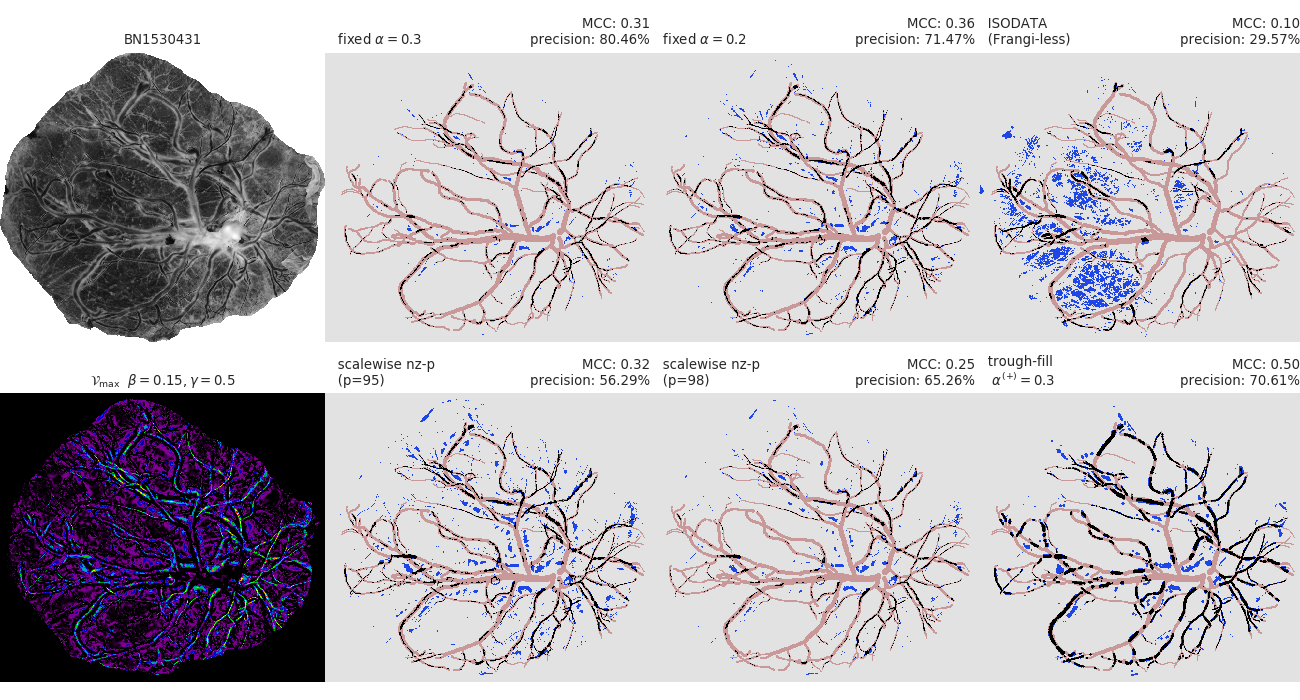 BN1530431
fixed α = 0.3
MCC: 0.31
precision: 80.46%
fixed α = 0.2
MCC: 0.36
precision: 71.47%
ISODATA
(Frangi-less)
MCC: 0.10
precision: 29.57%
𝒱max β = 0.15, γ = 0.5
scalewise nz-p
(p=95)
MCC: 0.32
precision: 56.29%
scalewise nz-p
(p=98)
MCC: 0.25
precision: 65.26%
trough-fill
α(+) = 0.3
MCC: 0.50
precision: 70.61%